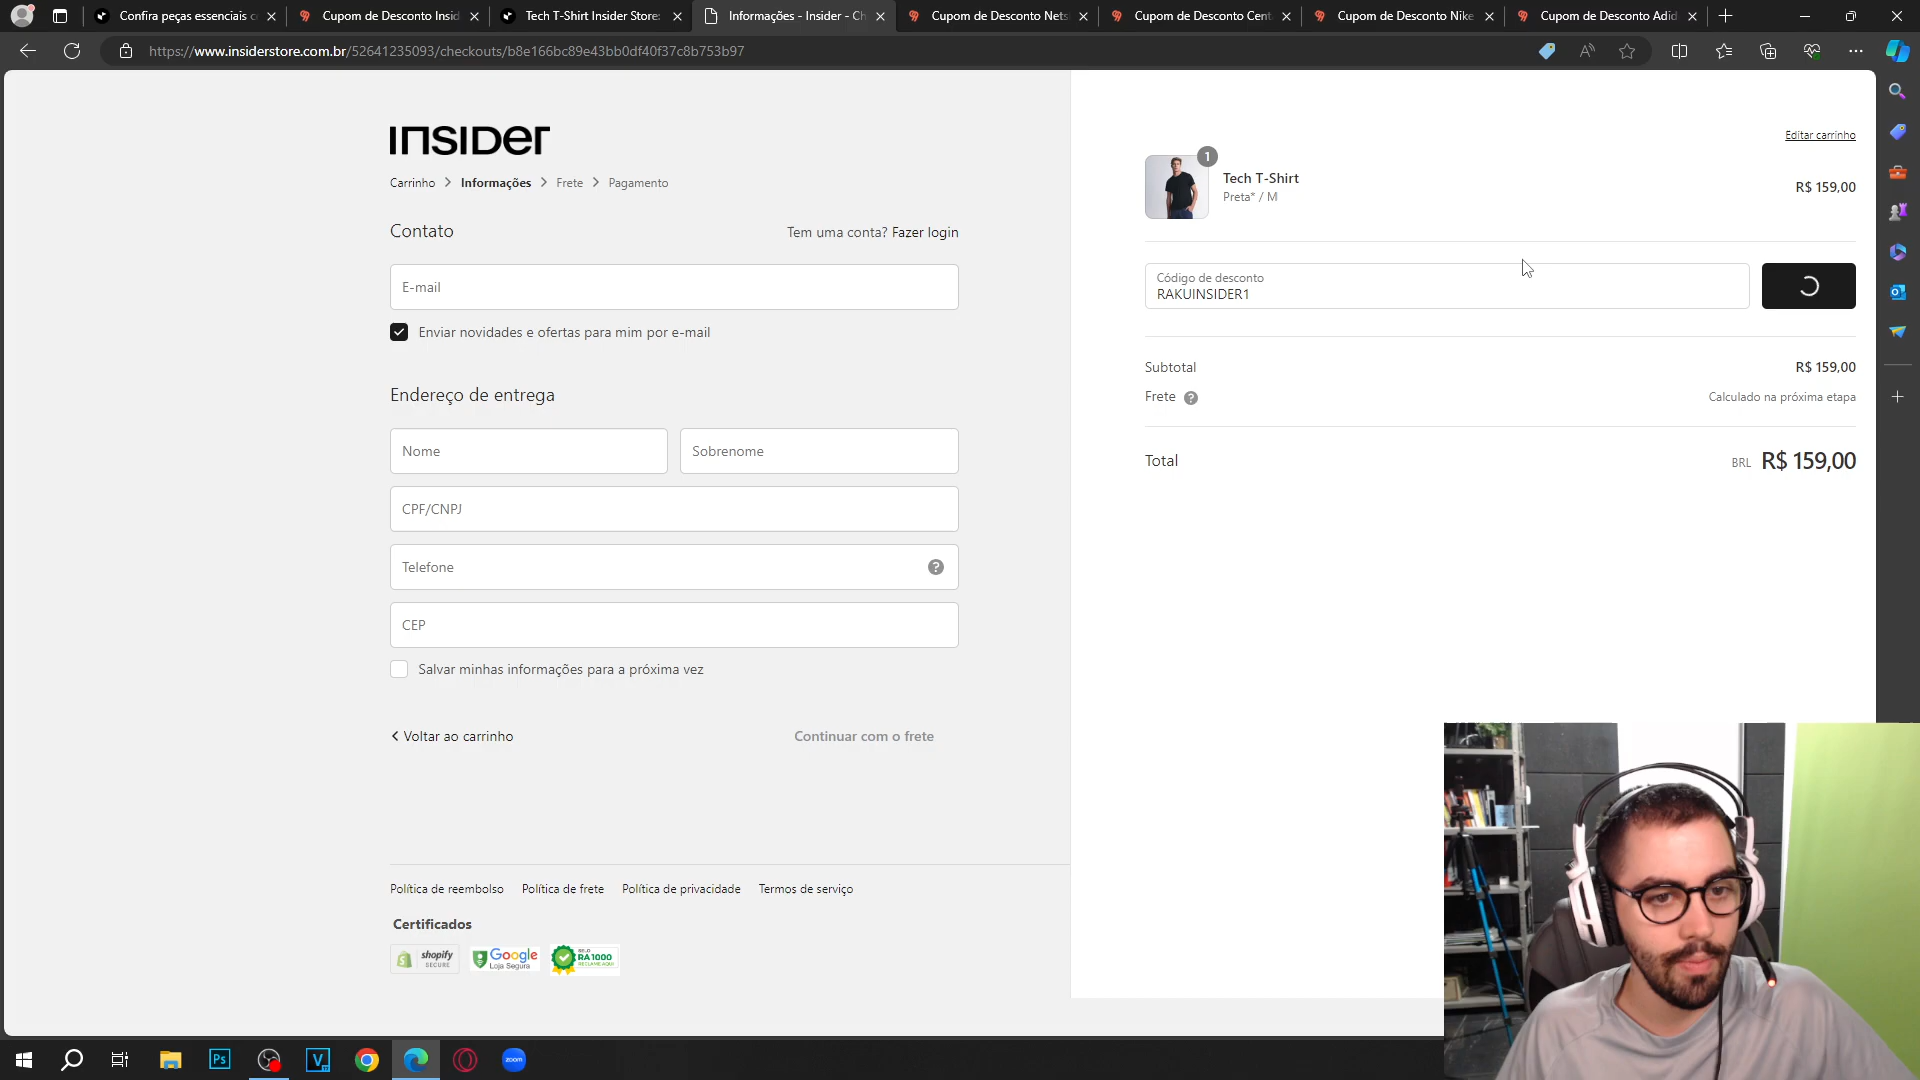 Confira peças essenciais c
Cupom de Desconto Insid
Tech T-Shirt Insider Store:
Informações - Insider - Ch
Cupom de Desconto Nets
Cupom de Desconto Cent
Cupom de Desconto Nike
Cupom de Desconto Adid
https://www.insiderstore.com.br/52641235093/checkouts/b8e166bc89e43bb0df40f37c8b753b97
INSIDER
Carrinho > Informações > Frete > Pagamento
Contato
Tem uma conta? Fazer login
E-mail
Enviar novidades e ofertas para mim por e-mail
Endereço de entrega
Nome
Sobrenome
CPF/CNPJ
Telefone
?
CEP
Salvar minhas informações para a próxima vez
< Voltar ao carrinho
Continuar com o frete
Política de reembolso Política de frete Política de privacidade Termos de serviço
Certificados
shopify
SECURE
Google
Loja Segura
SELO
RA1000
RECLAME AQUI
Editar carrinho
1
Tech T-Shirt
Preta* / M
R$ 159,00
Código de desconto
RAKUINSIDER1
Subtotal
R$ 159,00
Frete ?
Calculado na próxima etapa
Total
BRL R$ 159,00
Ps
V
zoom